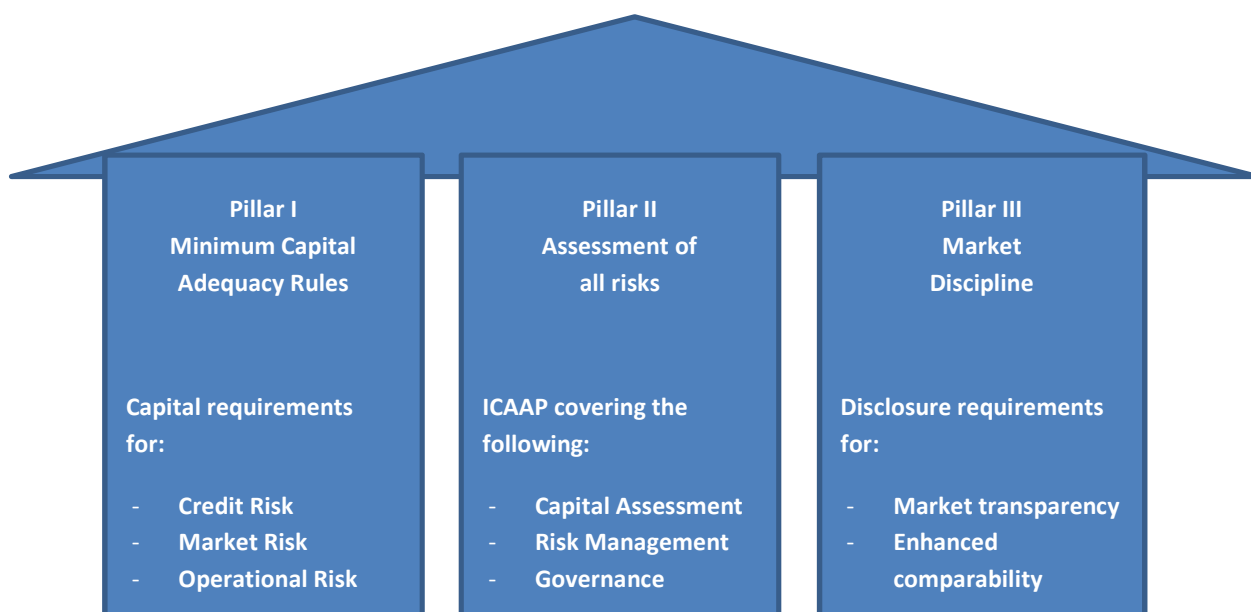 Pillar I
Minimum Capital
Adequacy Rules
Capital requirements
for:
- Credit Risk
- Market Risk
- Operational Risk
Pillar II
Assessment of
all risks
ICAAP covering the
following:
- Capital Assessment
- Risk Management
- Governance
Pillar III
Market
Discipline
Disclosure requirements
for:
- Market transparency
- Enhanced
comparability